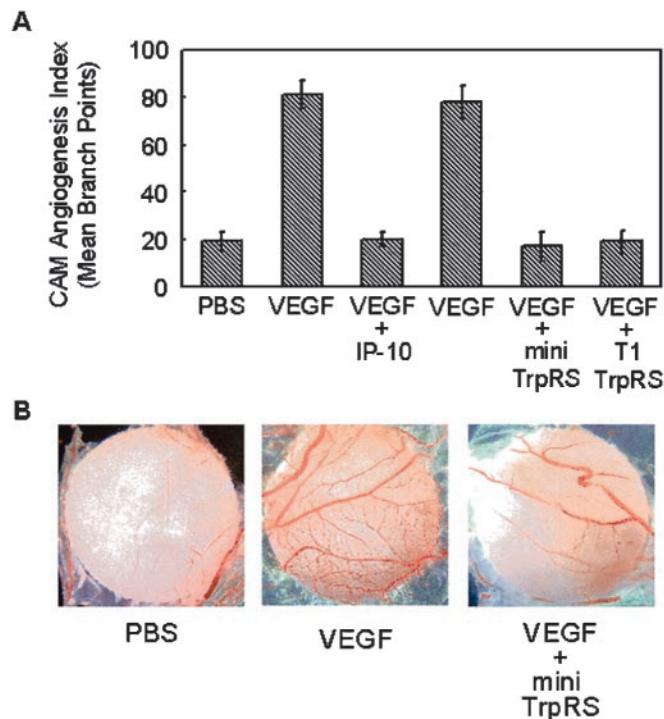 A
CAM Angiogenesis Index
(Mean Branch Points)
100
80
60
40
20
0
PBS
VEGF
VEGF
+
IP-10
VEGF
VEGF
+
mini
TrpRS
VEGF
+
T1
TrpRS
B
PBS
VEGF
VEGF
+
mini
TrpRS